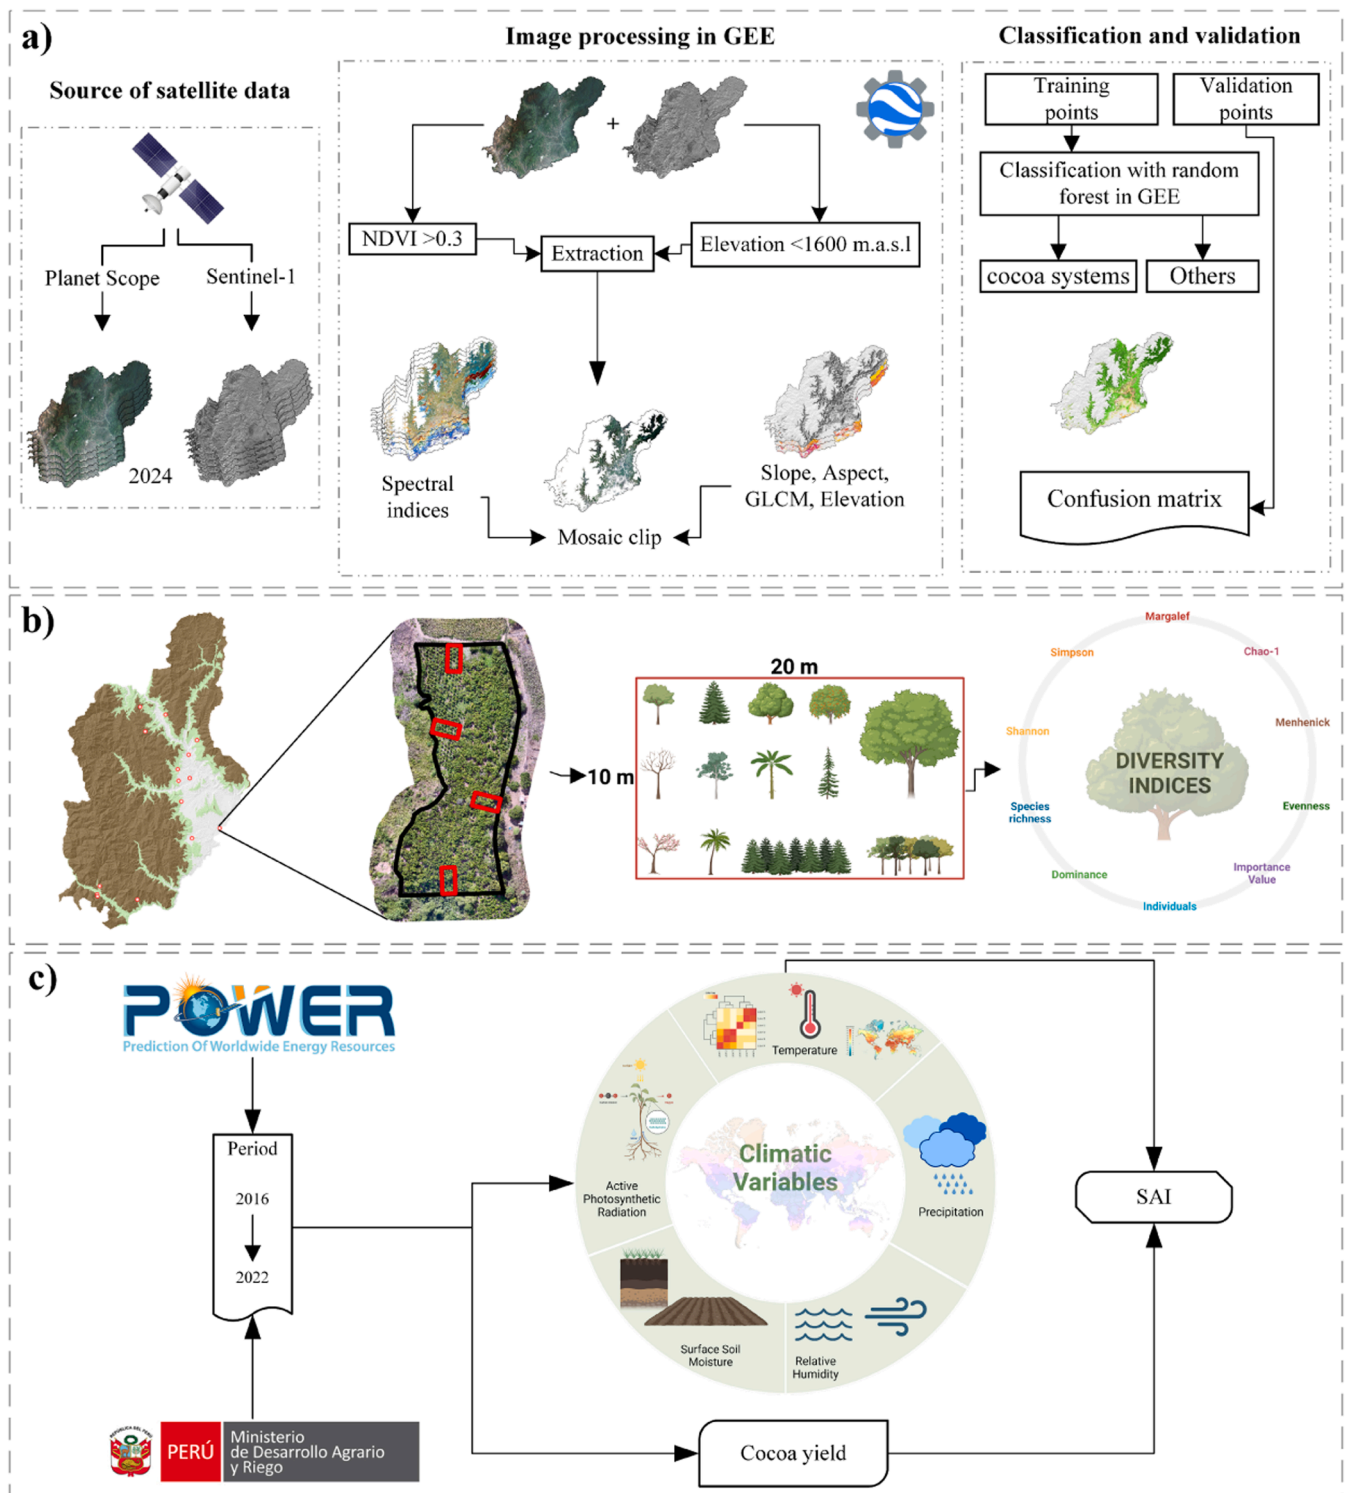 a)
Source of satellite data
Planet Scope
Sentinel-1
2024
Image processing in GEE
+
NDVI >0.3
Extraction
Elevation <1600 m.a.s.l
Spectral
indices
Mosaic clip
Slope, Aspect,
GLCM, Elevation
Classification and validation
Training
points
Validation
points
Classification with random
forest in GEE
cocoa systems
Others
Confusion matrix
b)
20 m
10 m
Margalef
Simpson
Chao-1
Shannon
Menhenick
DIVERSITY
INDICES
Species
richness
Evenness
Dominance
Importance
Value
Individuals
c)
POWER
Prediction Of Worldwide Energy Resources
Period
2016
2022
REPÚBLICA DEL PERÚ
PERÚ
Ministerio
de Desarrollo Agrario
y Riego
Temperature
Climatic
Variables
Active
Photosynthetic
Radiation
Precipitation
Surface Soil
Moisture
Relative
Humidity
SAI
Cocoa yield